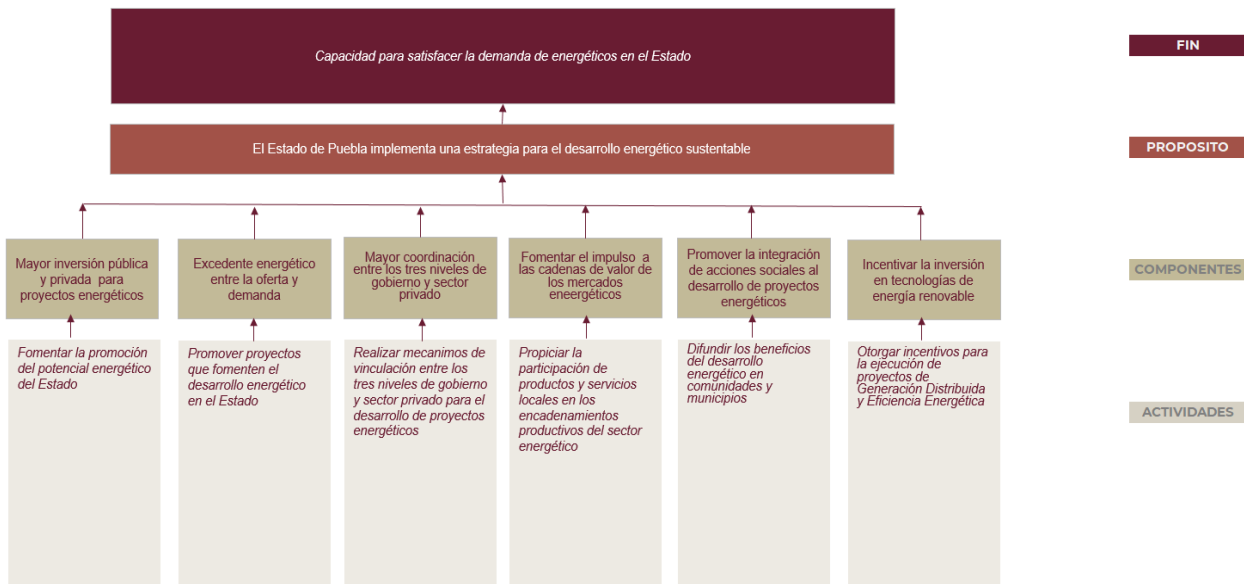 Capacidad para satisfacer la demanda de energéticos en el Estado
FIN
El Estado de Puebla implementa una estrategia para el desarrollo energético sustentable
PROPOSITO
Mayor inversión pública
y privada para
proyectos energéticos
Excedente energético
entre la oferta y
demanda
Mayor coordinación
entre los tres niveles de
gobierno y sector
privado
Fomentar el impulso a
las cadenas de valor de
los mercados
eneergéticos
Promover la integración
de acciones sociales al
desarrollo de proyectos
energéticos
Incentivar la inversión
en tecnologías de
energía renovable
COMPONENTES
Fomentar la promoción
del potencial energético
del Estado
Promover proyectos
que fomenten el
desarrollo energético
en el Estado
Realizar mecanimos de
vinculación entre los
tres niveles de gobierno
y sector privado para el
desarrollo de proyectos
energéticos
Propiciar la
participación de
productos y servicios
locales en los
encadenamientos
productivos del sector
energético
Difundir los beneficios
del desarrollo
energético en
comunidades y
municipios
Otorgar incentivos para
la ejecución de
proyectos de
Generación Distribuida
y Eficiencia Energética
ACTIVIDADES